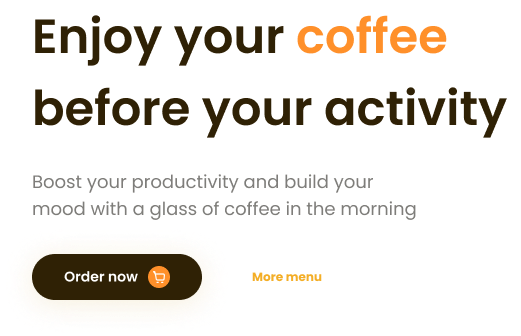 Enjoy your coffee
before your activity
Boost your productivity and build your
mood with a glass of coffee in the morning
Order now
More menu